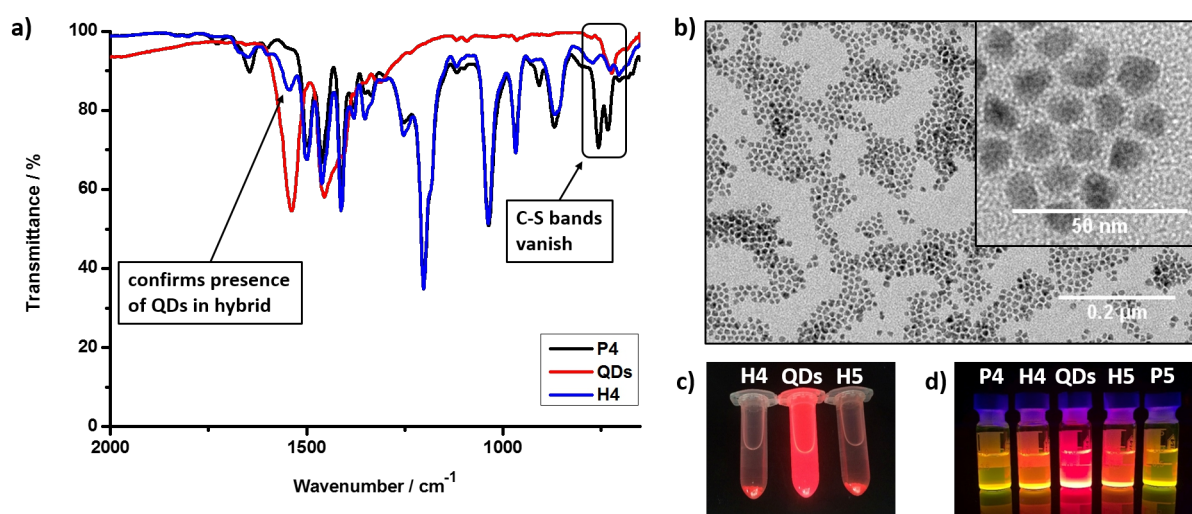 a)
100
80
60
40
20
0
Transmittance / %
2000
1500
1000
Wavenumber / cm⁻¹
confirms presence
of QDs in hybrid
C-S bands
vanish
P4
QDs
H4
b)
50 nm
0.2 µm
c)
H4 QDs H5
d)
P4 H4 QDs H5 P5